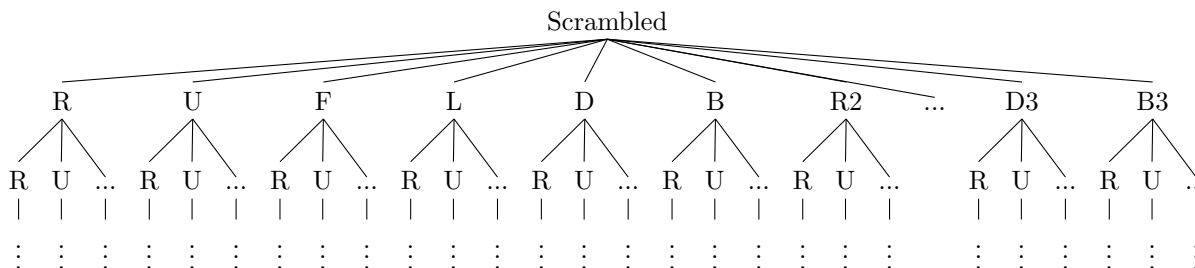 Scrambled
R U F L D B R2 ... D3 B3
R U ... R U ... R U ... R U ... R U ... R U ... R U ... R U ... R U ...